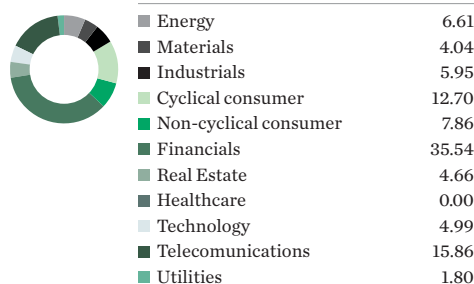 Energy 6.61
Materials 4.04
Industrials 5.95
Cyclical consumer 12.70
Non-cyclical consumer 7.86
Financials 35.54
Real Estate 4.66
Healthcare 0.00
Technology 4.99
Telecommunications 15.86
Utilities 1.80